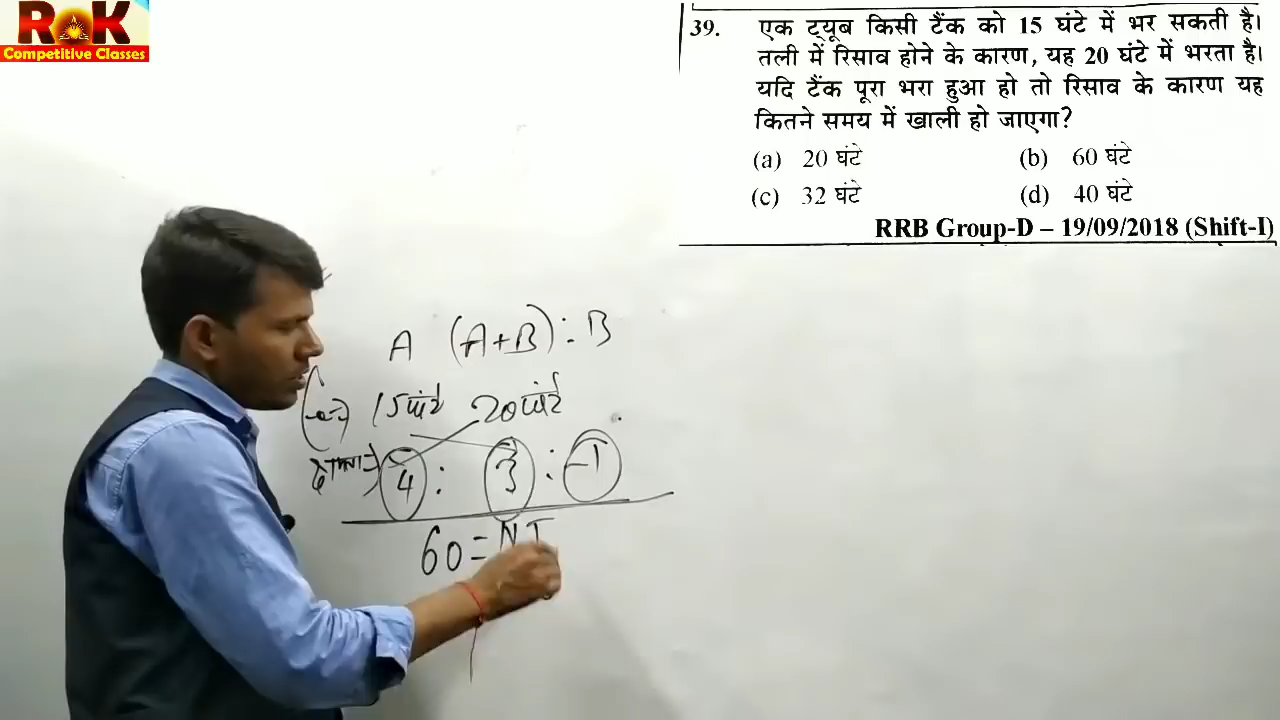 RK
Competitive Classes
39. एक ट्यूब किसी टैंक को 15 घंटे में भर सकती है।
तली में रिसाव होने के कारण, यह 20 घंटे में भरता है।
यदि टैंक पूरा भरा हुआ हो तो रिसाव के कारण यह
कितने समय में खाली हो जाएगा?
(a) 20 घंटे (b) 60 घंटे
(c) 32 घंटे (d) 40 घंटे
RRB Group-D – 19/09/2018 (Shift-I)
A (A+B) : B
15 घंटे 20 घंटे
4 : 3 : -1
60 =